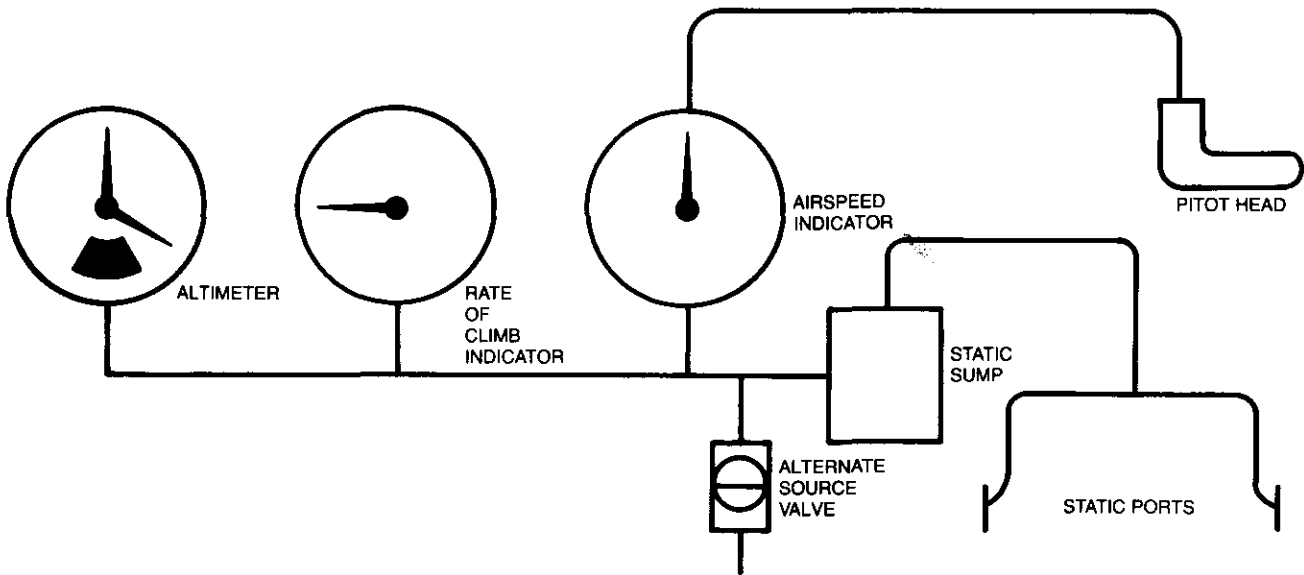 ALTIMETER
RATE
OF
CLIMB
INDICATOR
AIRSPEED
INDICATOR
PITOT HEAD
STATIC
SUMP
ALTERNATE
SOURCE
VALVE
STATIC PORTS